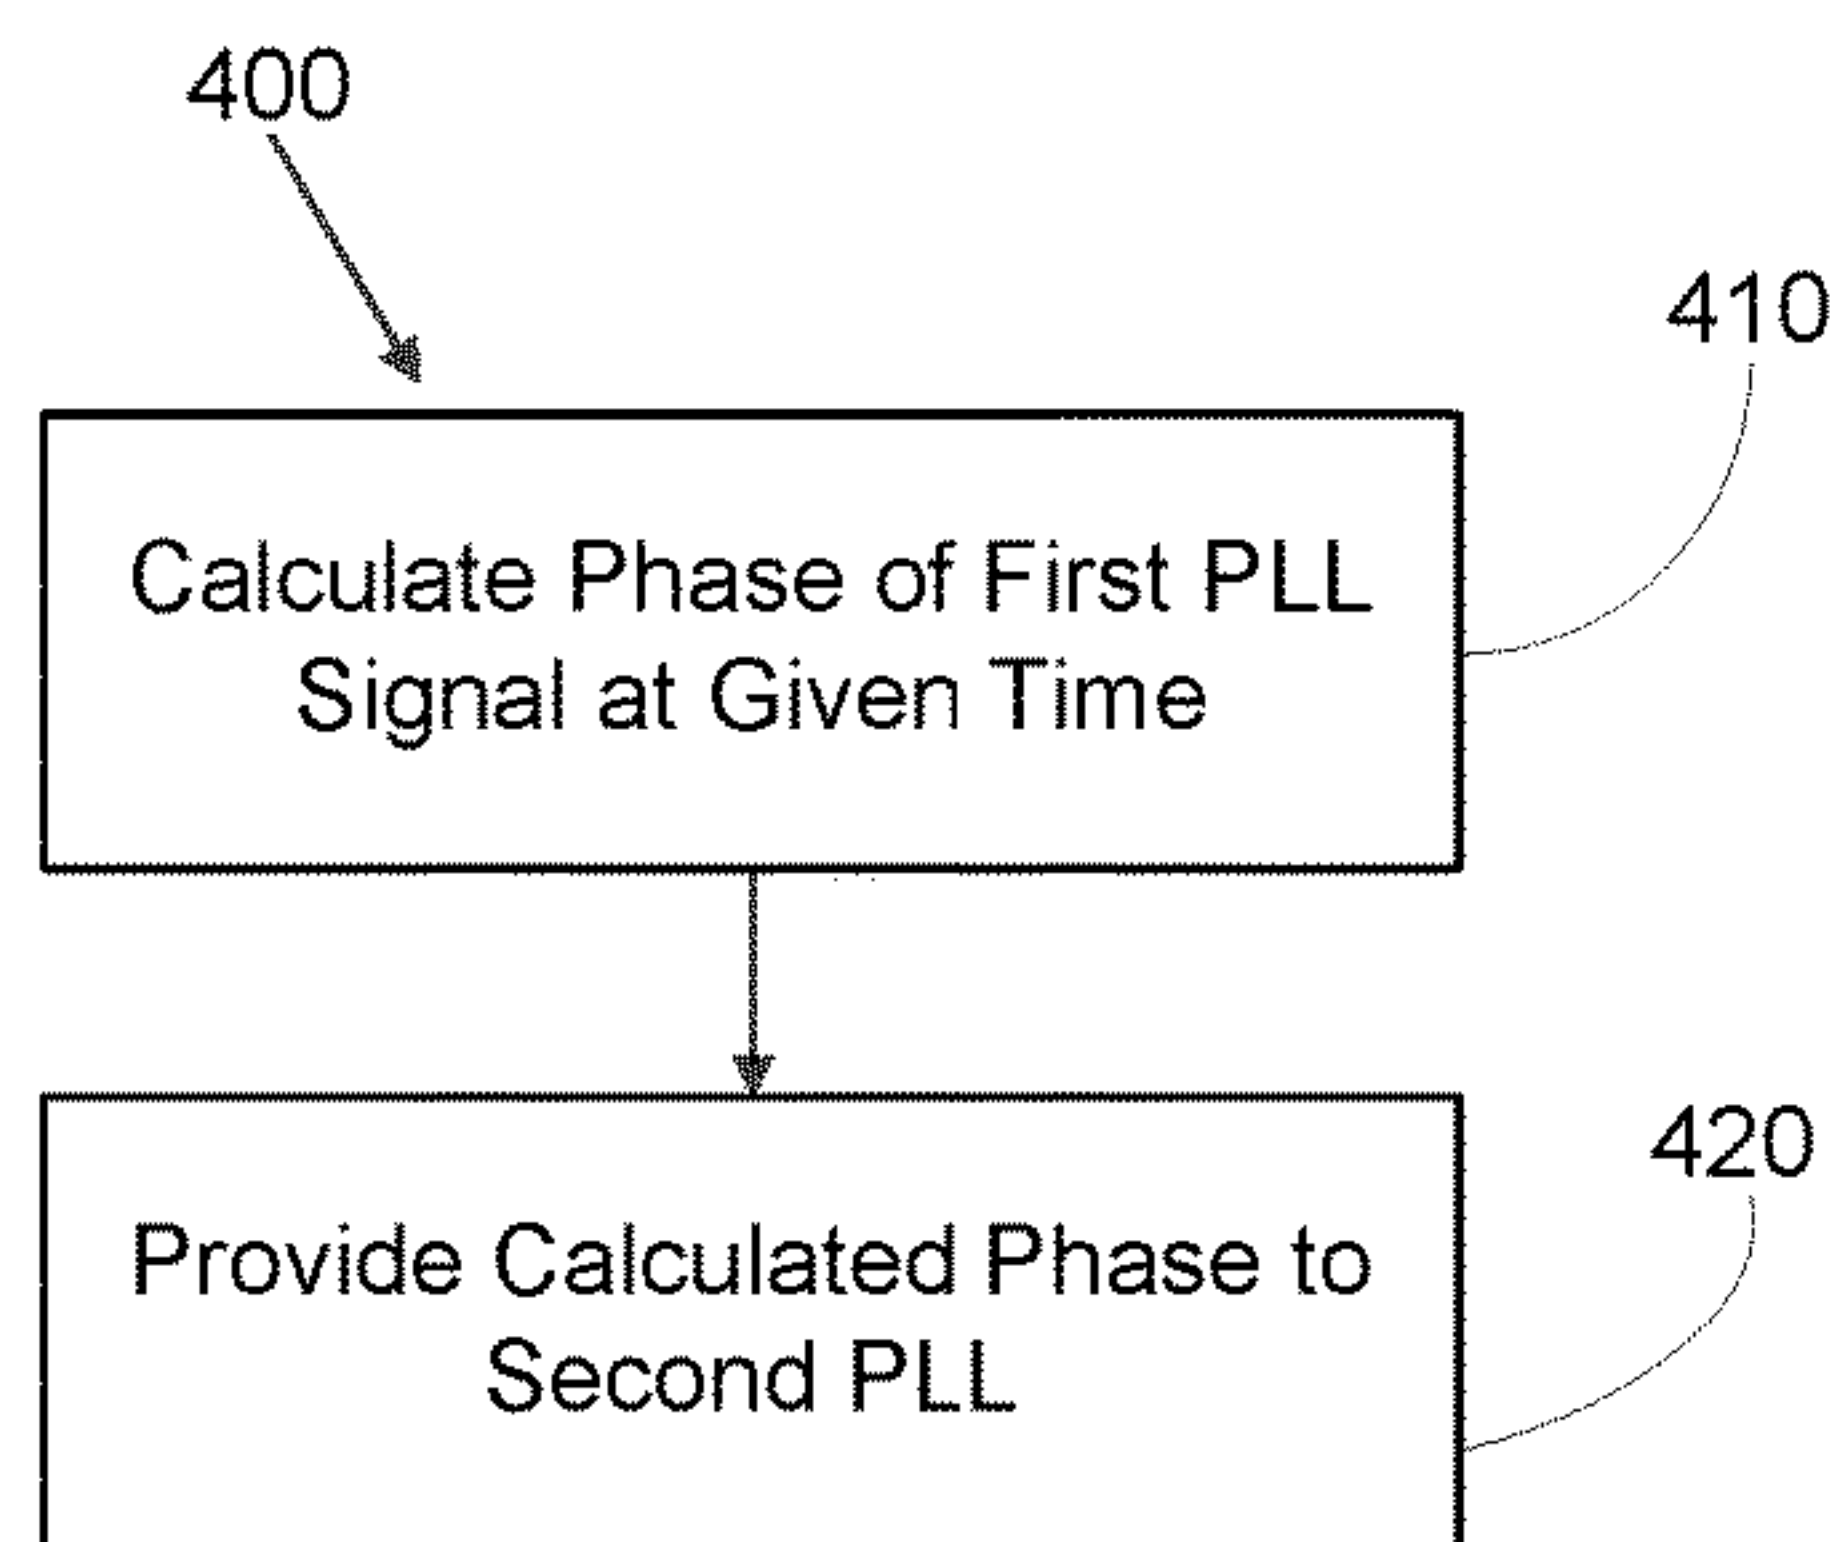 400
410
Calculate Phase of First PLL
Signal at Given Time
420
Provide Calculated Phase to
Second PLL